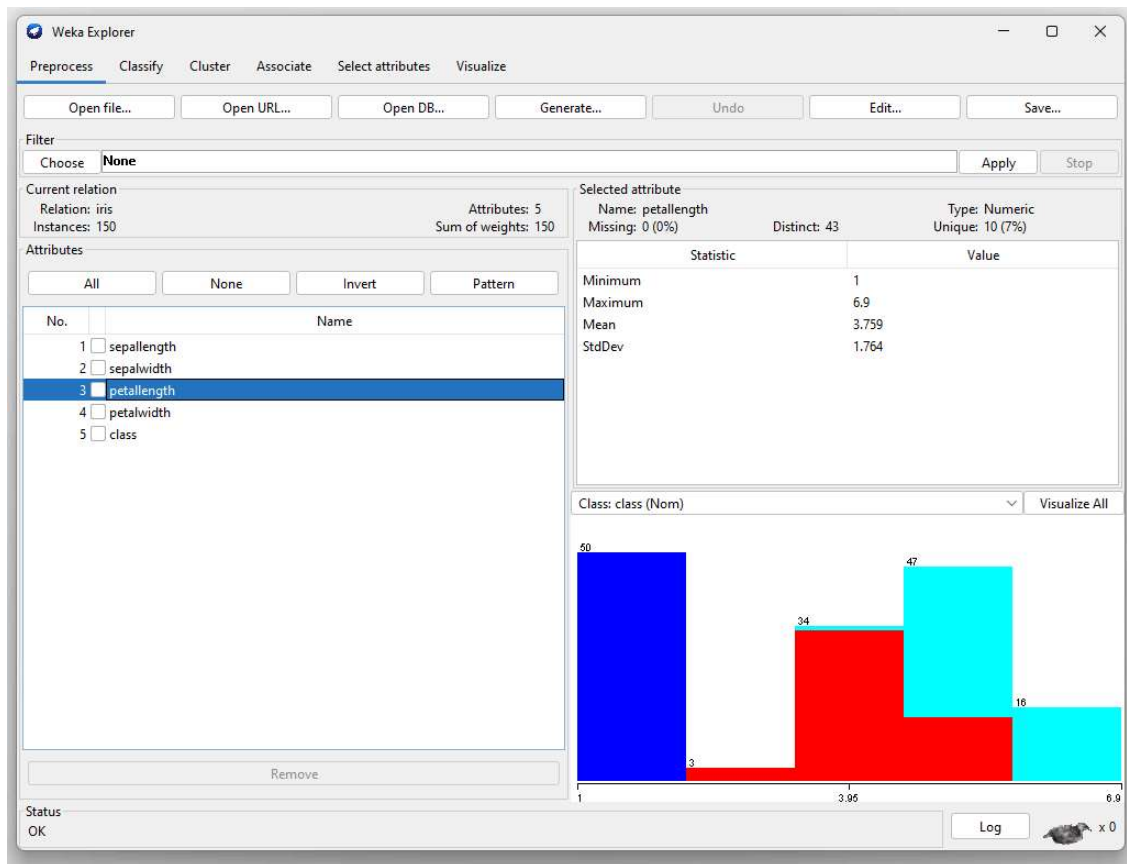 Weka Explorer
Preprocess Classify Cluster Associate Select attributes Visualize
Open file... Open URL... Open DB... Generate... Undo Edit... Save...
Filter
Choose None Apply Stop
Current relation
Relation: iris Attributes: 5
Instances: 150 Sum of weights: 150
Attributes
All None Invert Pattern
No. Name
1 sepallength
2 sepalwidth
3 petallength
4 petalwidth
5 class
Remove
Selected attribute
Name: petallength Type: Numeric
Missing: 0 (0%) Distinct: 43 Unique: 10 (7%)
Statistic Value
Minimum 1
Maximum 6.9
Mean 3.759
StdDev 1.764
Class: class (Nom) Visualize All
50
47
34
16
3
1 3.95 6.9
Status
OK
Log x 0